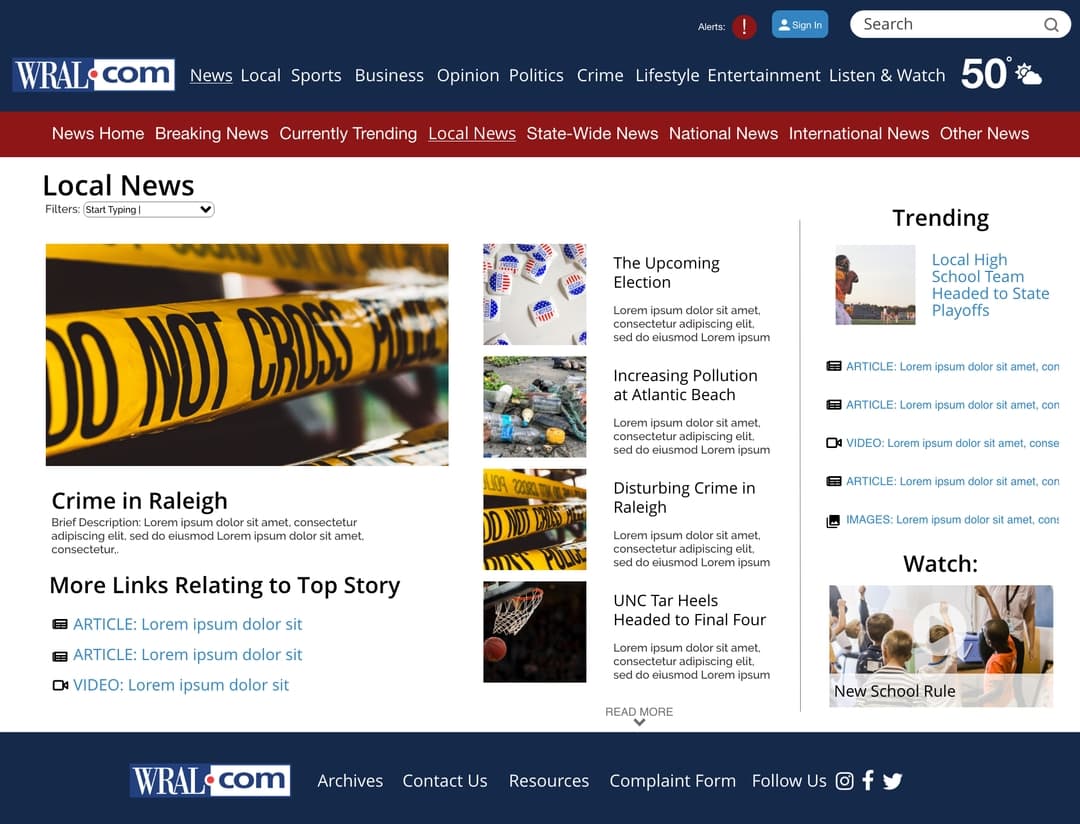 Alerts: ! Sign In Search
WRAL.com News Local Sports Business Opinion Politics Crime Lifestyle Entertainment Listen & Watch 50°
News Home Breaking News Currently Trending Local News State-Wide News National News International News Other News
Local News
Filters: Start Typing |
DO NOT CROSS POLICE
Crime in Raleigh
Brief Description: Lorem ipsum dolor sit amet, consectetur
adipiscing elit, sed do eiusmod Lorem ipsum dolor sit amet,
consectetur,.
More Links Relating to Top Story
ARTICLE: Lorem ipsum dolor sit
ARTICLE: Lorem ipsum dolor sit
VIDEO: Lorem ipsum dolor sit
The Upcoming
Election
Lorem ipsum dolor sit amet,
consectetur adipiscing elit,
sed do eiusmod Lorem ipsum
Increasing Pollution
at Atlantic Beach
Lorem ipsum dolor sit amet,
consectetur adipiscing elit,
sed do eiusmod Lorem ipsum
DO NOT CROSS
POST POLICE
Disturbing Crime in
Raleigh
Lorem ipsum dolor sit amet,
consectetur adipiscing elit,
sed do eiusmod Lorem ipsum
UNC Tar Heels
Headed to Final Four
Lorem ipsum dolor sit amet,
consectetur adipiscing elit,
sed do eiusmod Lorem ipsum
READ MORE
Trending
Local High
School Team
Headed to State
Playoffs
ARTICLE: Lorem ipsum dolor sit amet, con
ARTICLE: Lorem ipsum dolor sit amet, con
VIDEO: Lorem ipsum dolor sit amet, conse
ARTICLE: Lorem ipsum dolor sit amet, con
IMAGES: Lorem ipsum dolor sit amet, cons
Watch:
New School Rule
WRAL.com Archives Contact Us Resources Complaint Form Follow Us